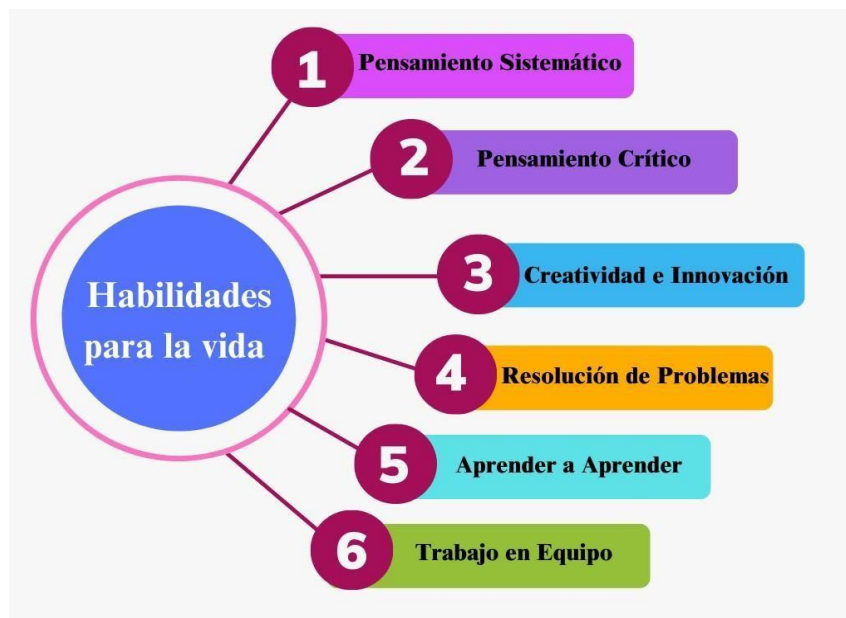 Habilidades
para la vida
1 Pensamiento Sistemático
2 Pensamiento Crítico
3 Creatividad e Innovación
4 Resolución de Problemas
5 Aprender a Aprender
6 Trabajo en Equipo